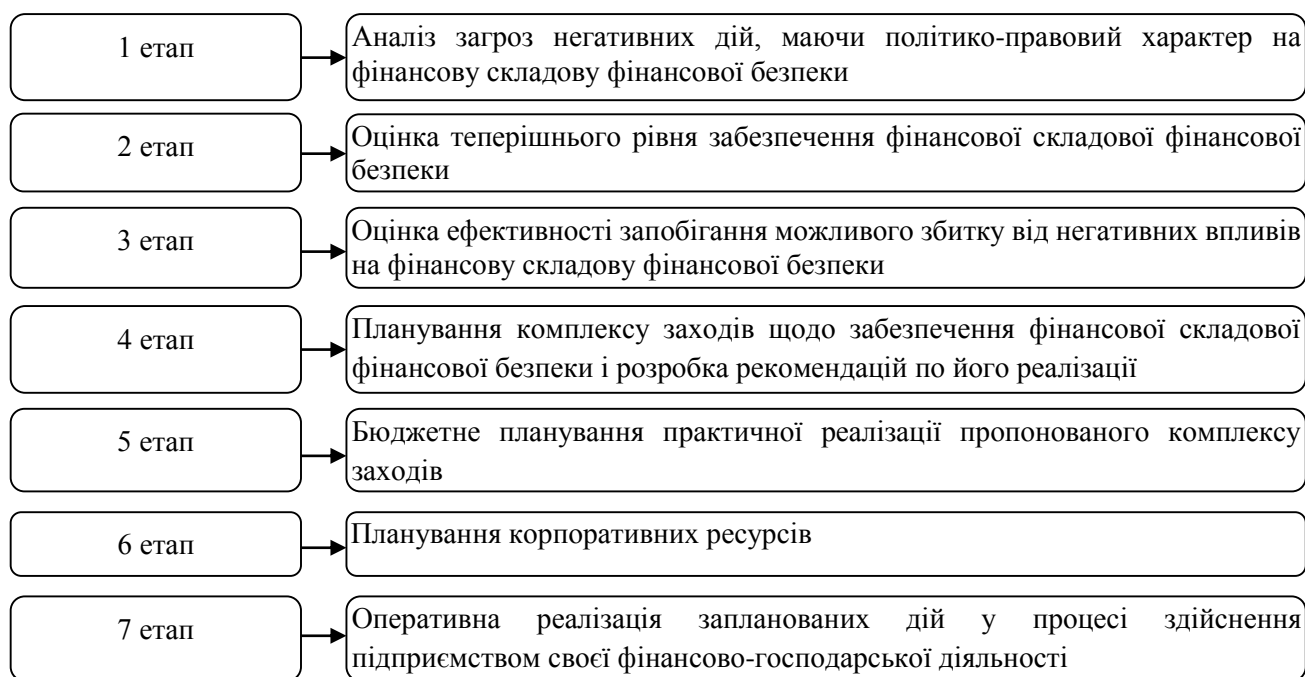 1 етап
Аналіз загроз негативних дій, маючи політико-правовий характер на
фінансову складову фінансової безпеки
2 етап
Оцінка теперішнього рівня забезпечення фінансової складової фінансової
безпеки
3 етап
Оцінка ефективності запобігання можливого збитку від негативних впливів
на фінансову складову фінансової безпеки
4 етап
Планування комплексу заходів щодо забезпечення фінансової складової
фінансової безпеки і розробка рекомендацій по його реалізації
5 етап
Бюджетне планування практичної реалізації пропонованого комплексу
заходів
6 етап
Планування корпоративних ресурсів
7 етап
Оперативна реалізація запланованих дій у процесі здійснення
підприємством своєї фінансово-господарської діяльності